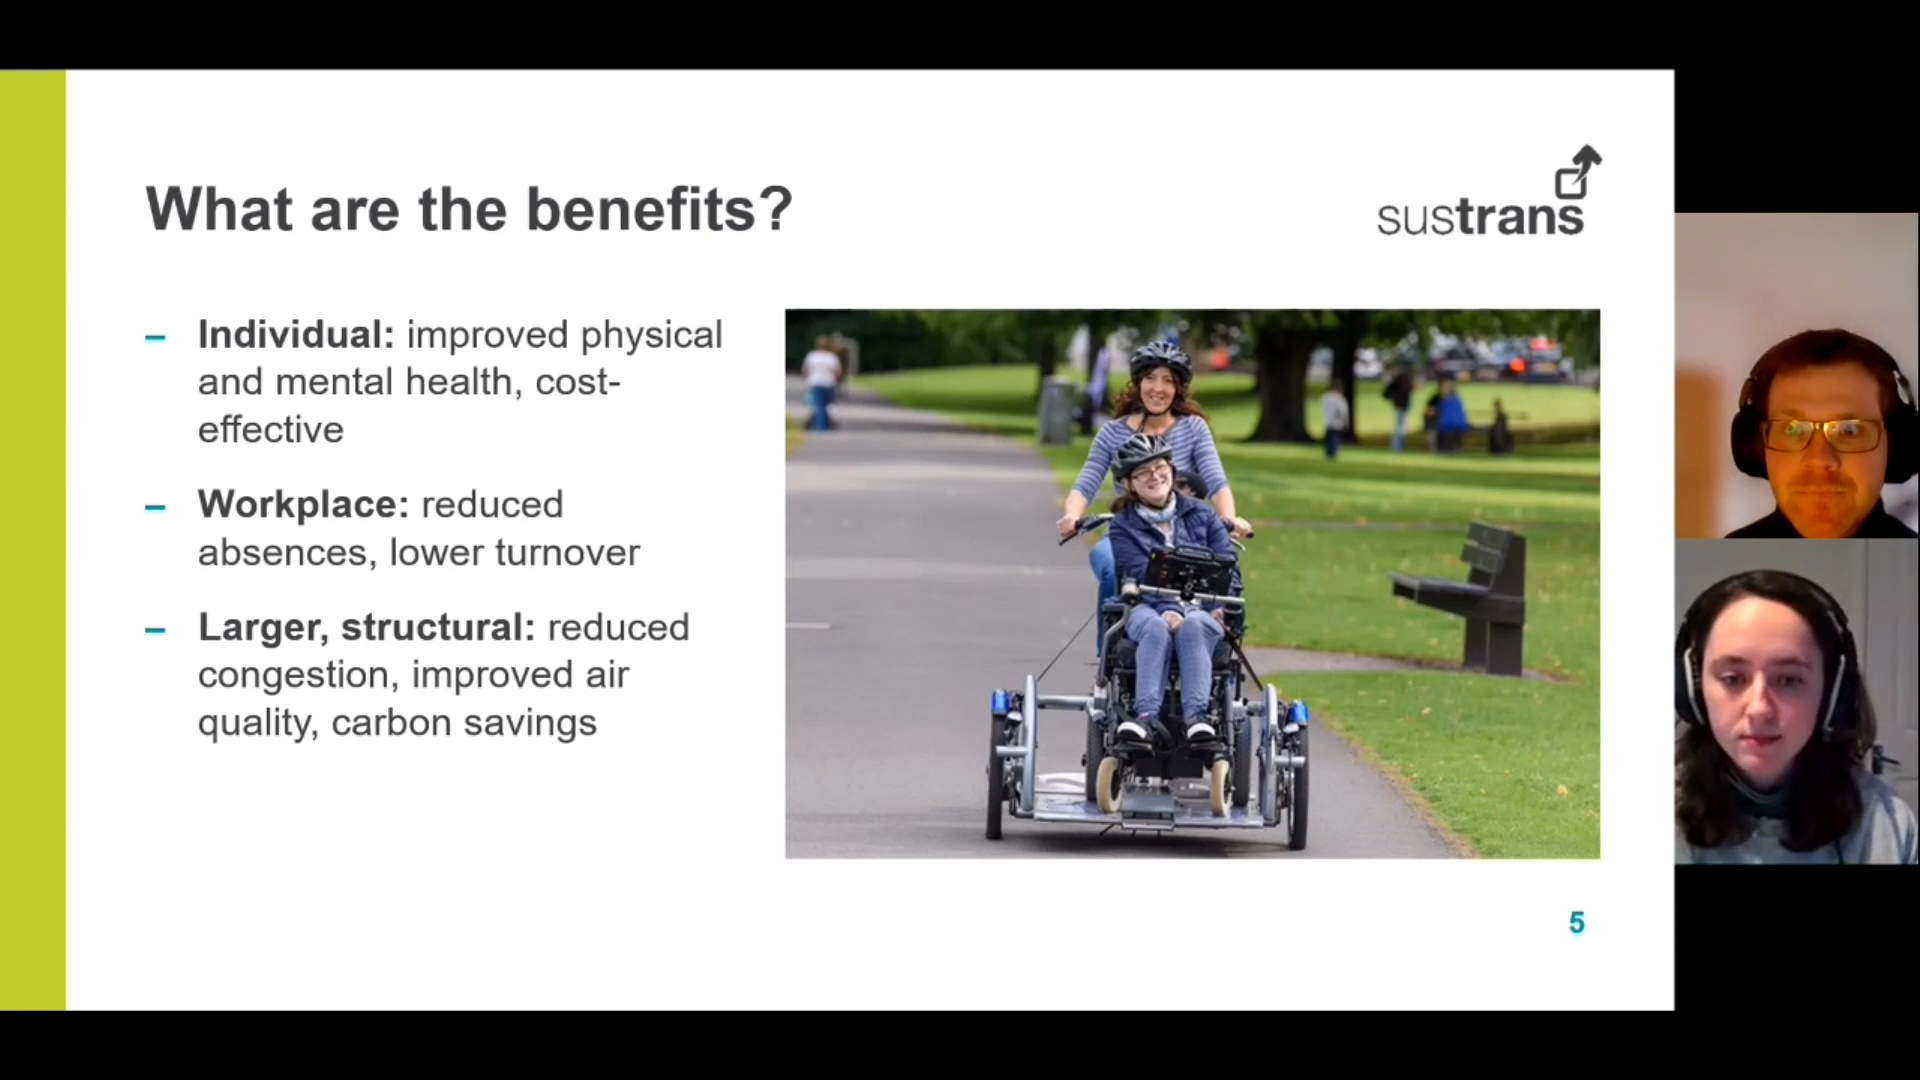 What are the benefits?
sustrans
– Individual: improved physical
and mental health, cost-
effective
– Workplace: reduced
absences, lower turnover
– Larger, structural: reduced
congestion, improved air
quality, carbon savings
5